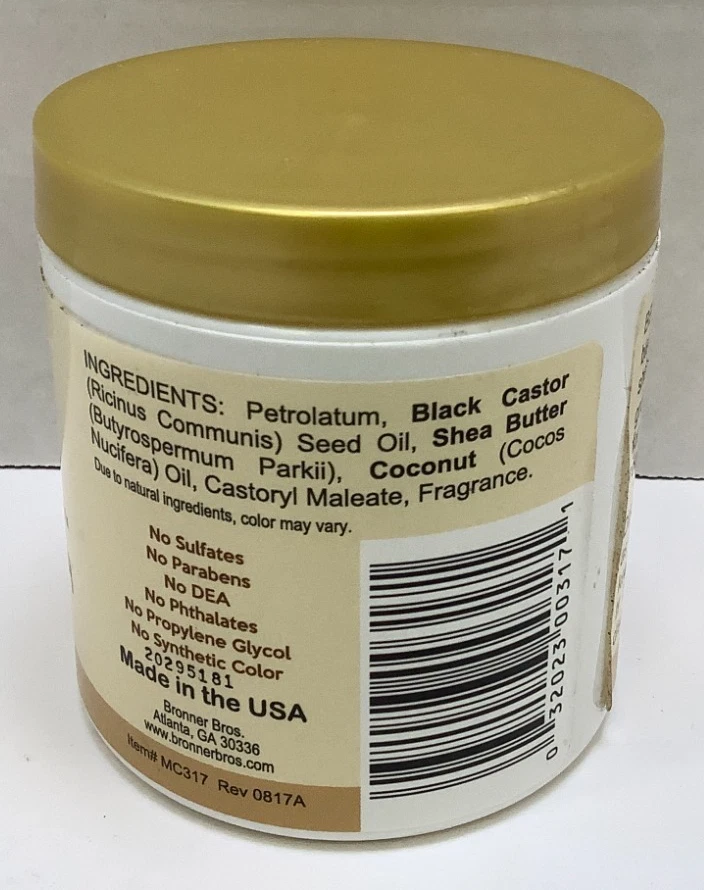 INGREDIENTS: Petrolatum, Black Castor
(Ricinus Communis) Seed Oil, Shea Butter
(Butyrospermum Parkii), Coconut (Cocos
Nucifera) Oil, Castoryl Maleate, Fragrance.
Due to natural ingredients, color may vary.
No Sulfates
No Parabens
No DEA
No Phthalates
No Propylene Glycol
No Synthetic Color
20295181
Made in the USA
Bronner Bros.
Atlanta, GA 30336
www.bronnerbros.com
Item# MC317 Rev 0817A
0 32023 00317 1